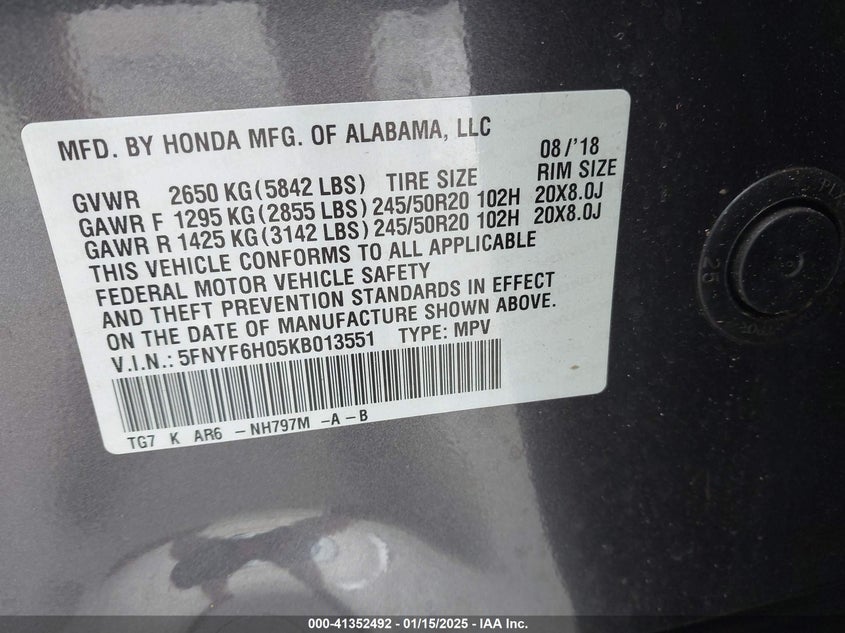 MFD. BY HONDA MFG. OF ALABAMA, LLC
08/'18
GVWR 2650 KG(5842 LBS) TIRE SIZE RIM SIZE
GAWR F 1295 KG(2855 LBS) 245/50R20 102H 20X8.0J
GAWR R 1425 KG(3142 LBS) 245/50R20 102H 20X8.0J
THIS VEHICLE CONFORMS TO ALL APPLICABLE
FEDERAL MOTOR VEHICLE SAFETY
AND THEFT PREVENTION STANDARDS IN EFFECT
ON THE DATE OF MANUFACTURE SHOWN ABOVE.
V.I.N.: 5FNYF6H05KB013551 TYPE: MPV
TG7 K AR6 -NH797M -A-B
25
000-41352492 - 01/15/2025 - IAA Inc.